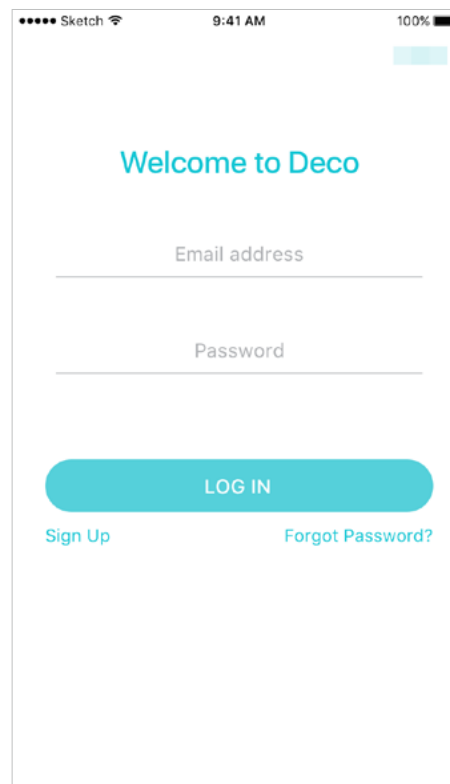 Sketch 9:41 AM 100%
Welcome to Deco
Email address
Password
LOG IN
Sign Up Forgot Password?